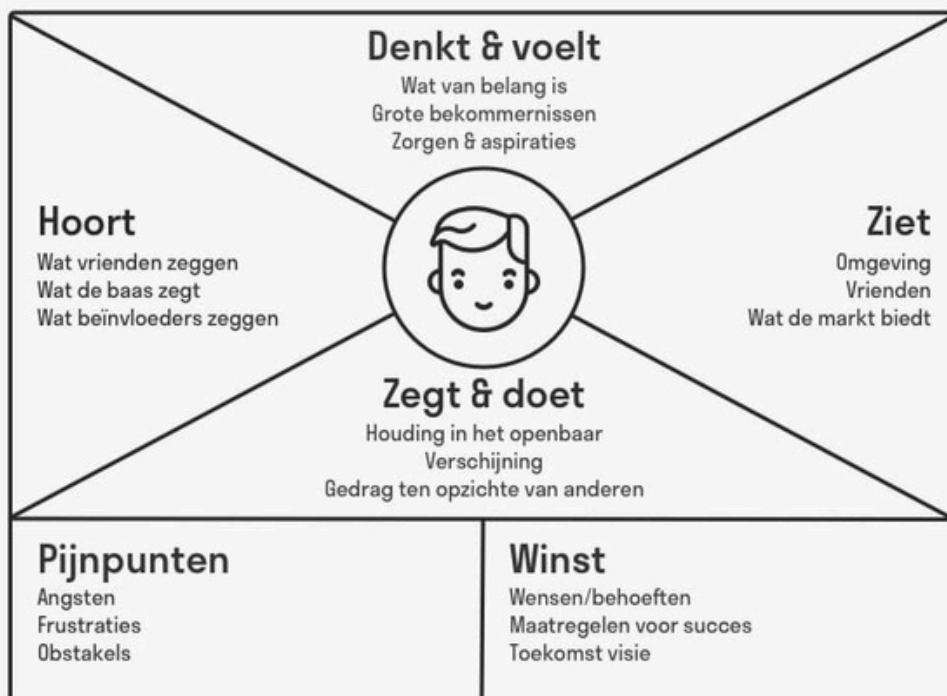 Denkt & voelt
Wat van belang is
Grote bekommernissen
Zorgen & aspiraties
Hoort
Wat vrienden zeggen
Wat de baas zegt
Wat beïnvloeders zeggen
Ziet
Omgeving
Vrienden
Wat de markt biedt
Zegt & doet
Houding in het openbaar
Verschijning
Gedrag ten opzichte van anderen
Pijnpunten
Angsten
Frustraties
Obstakels
Winst
Wensen/behoeften
Maatregelen voor succes
Toekomst visie